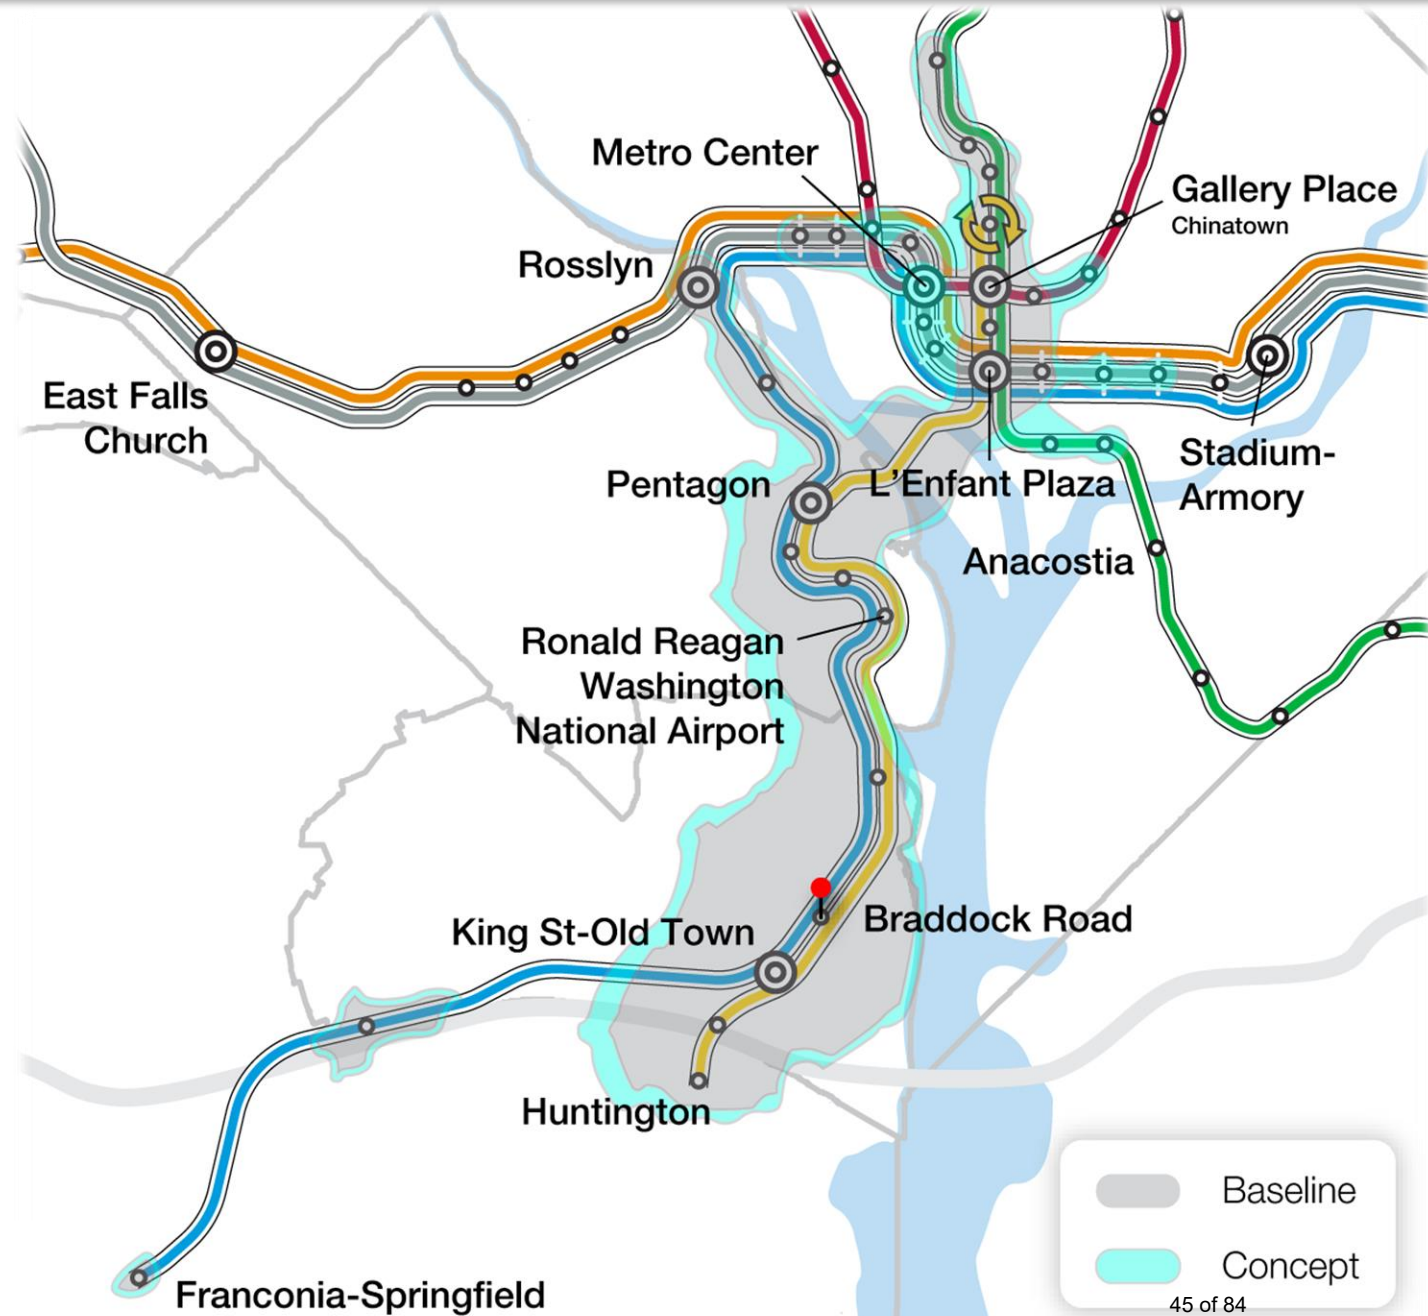 Metro Center
Gallery Place
Chinatown
Rosslyn
East Falls
Church
Pentagon
L'Enfant Plaza
Stadium-
Armory
Anacostia
Ronald Reagan
Washington
National Airport
King St-Old Town
Braddock Road
Huntington
Franconia-Springfield
Baseline
Concept
45 of 84